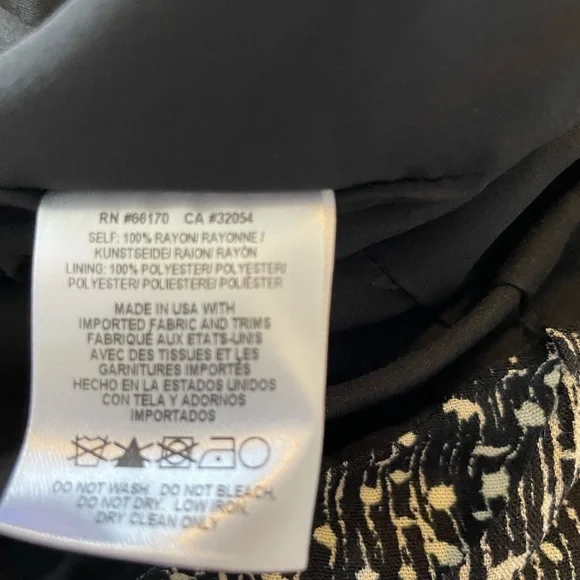 RN #66170 CA #32054
SELF: 100% RAYON/ RAYONNE /
KUNSTSEIDE/ RAION/ RAYÒN
LINING: 100% POLYESTER/ POLYESTER/
POLYESTER/ POLIESTERE/ POLIÉSTER
MADE IN USA WITH
IMPORTED FABRIC AND TRIMS
FABRIQUÉ AUX ETATS-UNIS
AVEC DES TISSUES ET LES
GARNITURES IMPORTÉS
HECHO EN LA ESTADOS UNIDOS
CON TELA Y ADORNOS
IMPORTADOS
DO NOT WASH. DO NOT BLEACH,
DO NOT DRY. LOW IRON,
DRY CLEAN ONLY